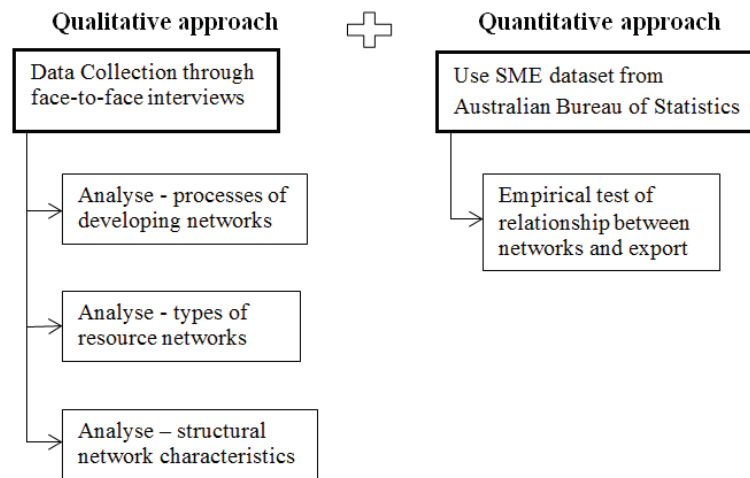 Qualitative approach
Data Collection through
face-to-face interviews
Analyse - processes of
developing networks
Analyse - types of
resource networks
Analyse – structural
network characteristics
Quantitative approach
Use SME dataset from
Australian Bureau of Statistics
Empirical test of
relationship between
networks and export